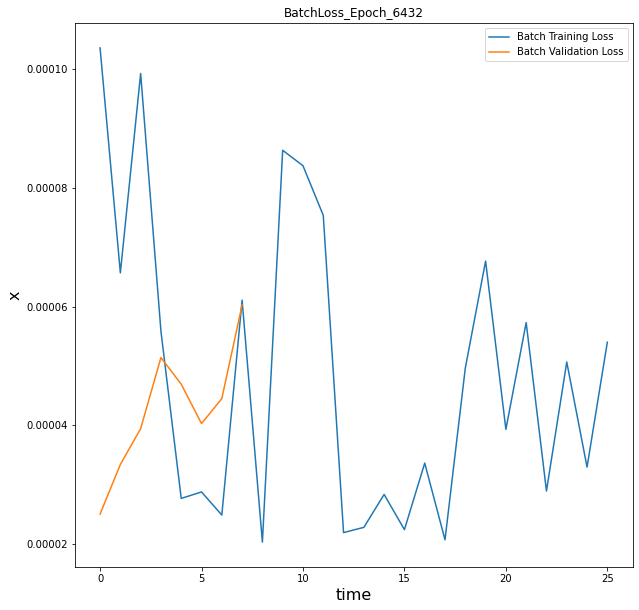 BatchLoss_Epoch_6432
Batch Training Loss
Batch Validation Loss
0.00010
0.00008
0.00006
0.00004
0.00002
x
0 5 10 15 20 25
time